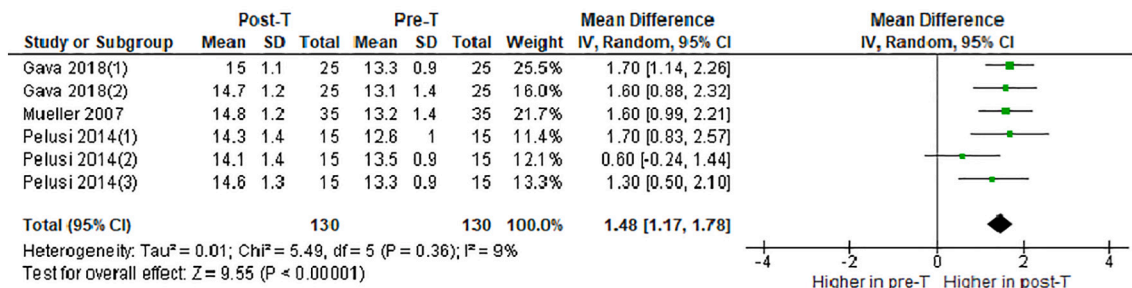 Post-T Pre-T Mean Difference Mean Difference
Study or Subgroup Mean SD Total Mean SD Total Weight IV, Random, 95% CI IV, Random, 95% CI
Gava 2018(1) 15 1.1 25 13.3 0.9 25 25.5% 1.70 [1.14, 2.26]
Gava 2018(2) 14.7 1.2 25 13.1 1.4 25 16.0% 1.60 [0.88, 2.32]
Mueller 2007 14.8 1.2 35 13.2 1.4 35 21.7% 1.60 [0.99, 2.21]
Pelusi 2014(1) 14.3 1.4 15 12.6 1 15 11.4% 1.70 [0.83, 2.57]
Pelusi 2014(2) 14.1 1.4 15 13.5 0.9 15 12.1% 0.60 [-0.24, 1.44]
Pelusi 2014(3) 14.6 1.3 15 13.3 0.9 15 13.3% 1.30 [0.50, 2.10]
Total (95% CI) 130 130 100.0% 1.48 [1.17, 1.78]
Heterogeneity: Tau² = 0.01; Chi² = 5.49, df = 5 (P = 0.36); I² = 9%
Test for overall effect: Z = 9.55 (P < 0.00001)
-4 -2 0 2 4
Higher in pre-T Higher in post-T